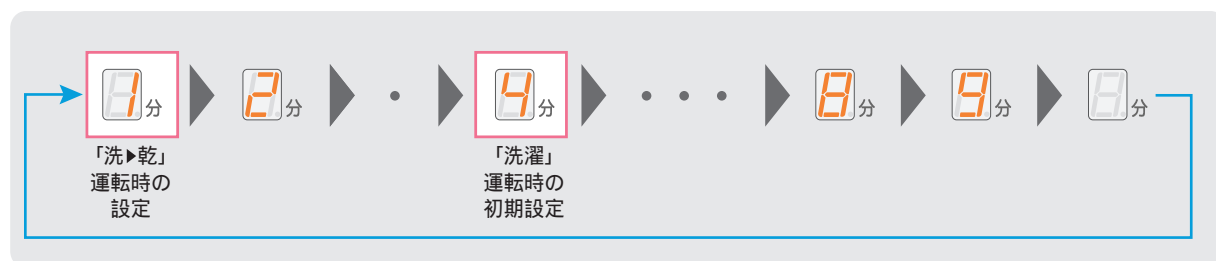 1分 2分 ・ 4分 ・・・ 8分 9分 分
「洗▶乾」
運転時の
設定
「洗濯」
運転時の
初期設定